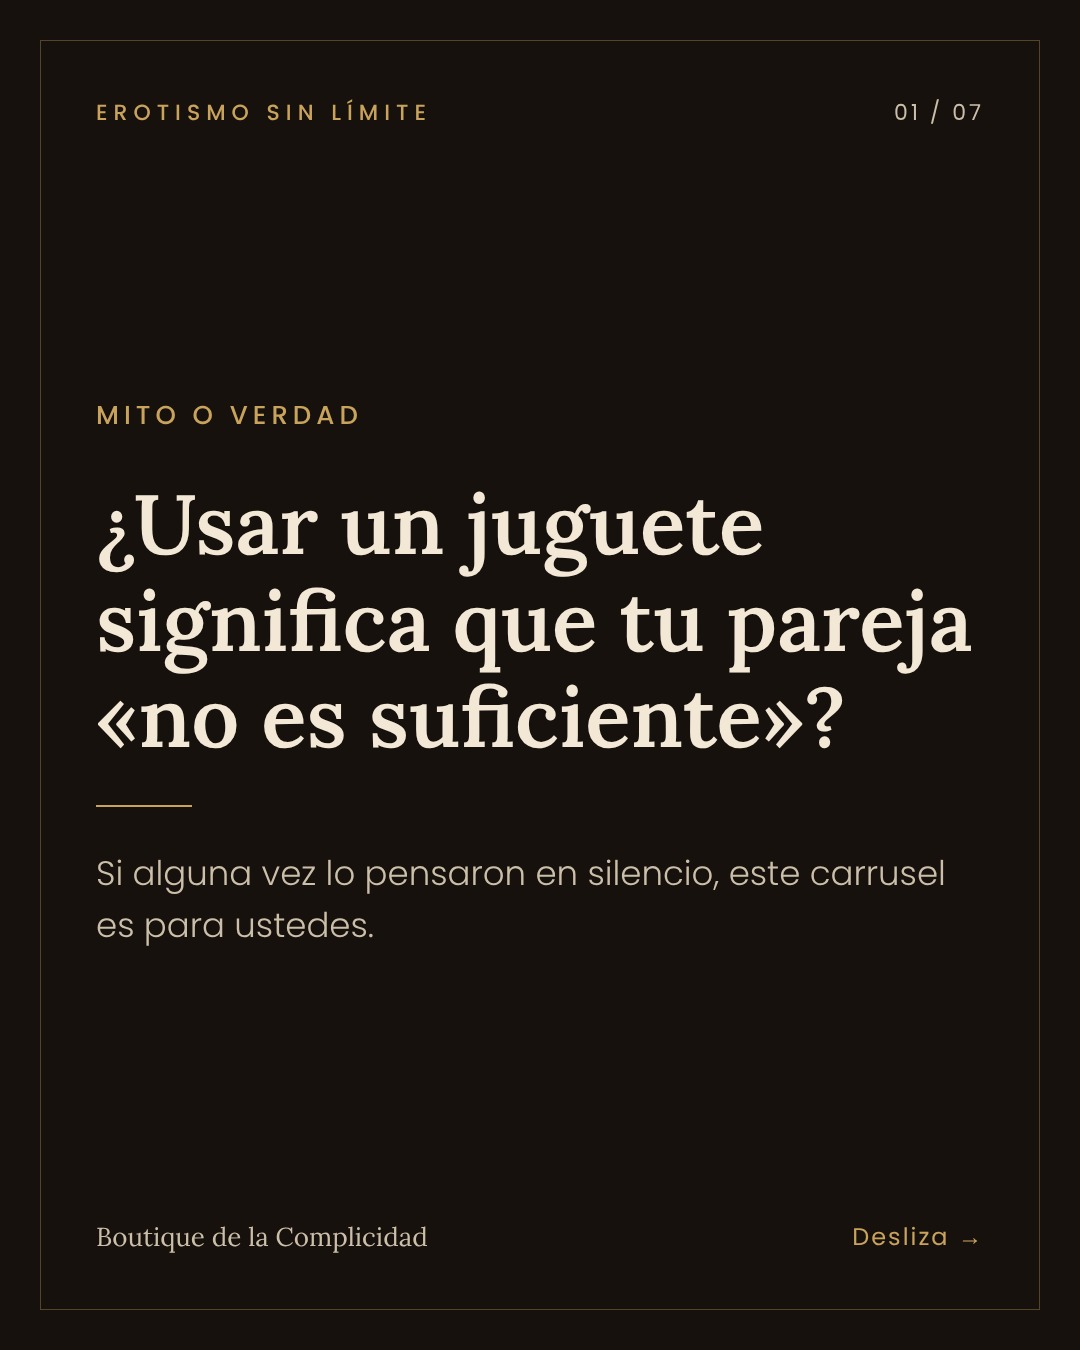 EROTISMO SIN LÍMITE
01 / 07
MITO O VERDAD
¿Usar un juguete
significa que tu pareja
«no es suficiente»?
Si alguna vez lo pensaron en silencio, este carrusel
es para ustedes.
Boutique de la Complicidad
Desliza →